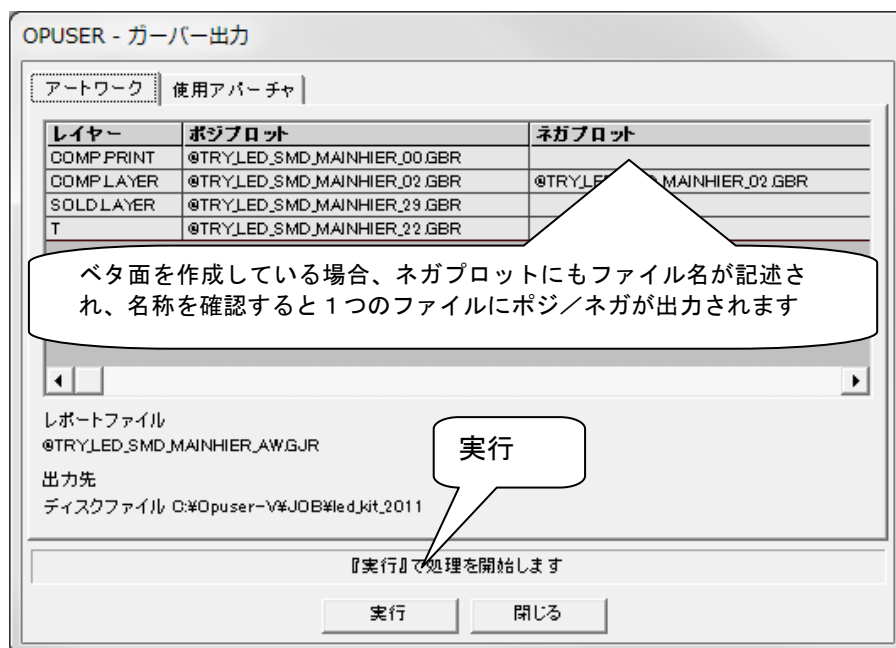 OPUSER - ガーバー出力
アートワーク 使用アパーチャ
レイヤー ポジプロット ネガプロット
COMP.PRINT @TRY_LED_SMD_MAINHIER_00.GBR
COMP.LAYER @TRY_LED_SMD_MAINHIER_02.GBR @TRY_LE MAINHIER_02.GBR
SOLD.LAYER @TRY_LED_SMD_MAINHIER_29.GBR
T @TRY_LED_SMD_MAINHIER_22.GBR
ベタ面を作成している場合、ネガプロットにもファイル名が記述さ
れ、名称を確認すると１つのファイルにポジ／ネガが出力されます
レポートファイル
@TRY_LED_SMD_MAINHIER_AW.GJR
実行
出力先
ディスクファイル C:¥Opuser-V¥JOB¥led_kit_2011
『実行』で処理を開始します
実行 閉じる